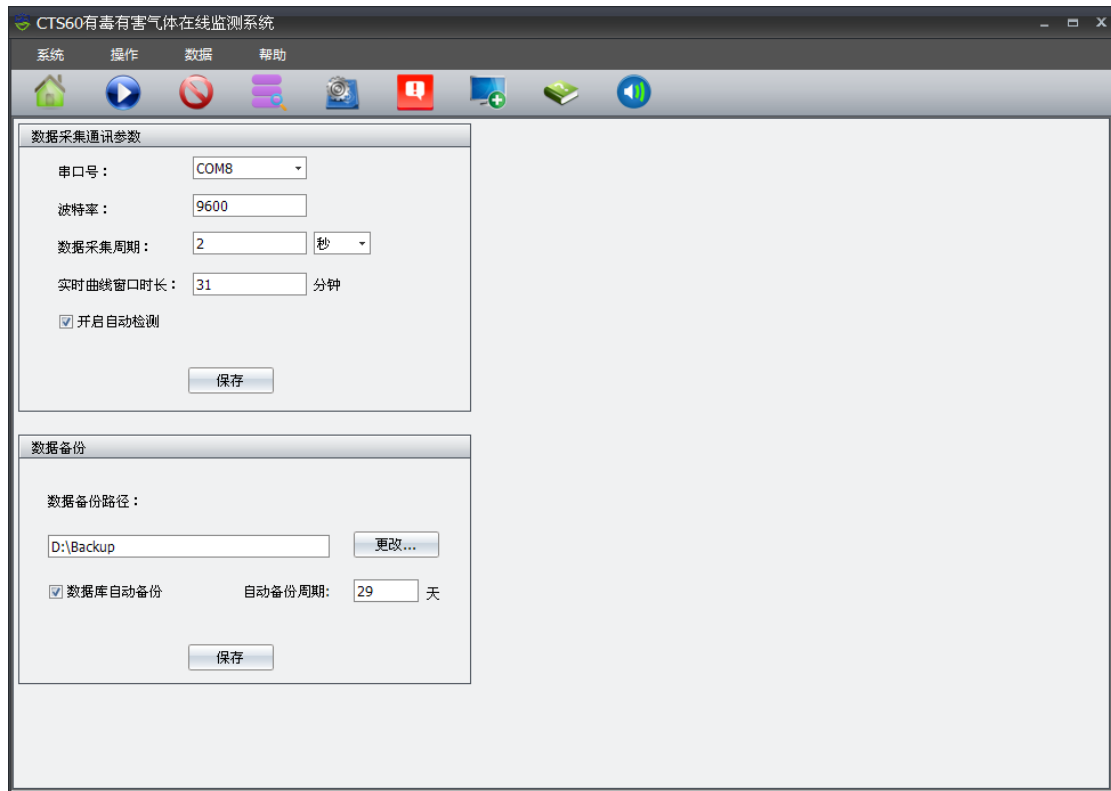 CTS60有毒有害气体在线监测系统
系统 操作 数据 帮助
数据采集通讯参数
串口号： COM8
波特率： 9600
数据采集周期： 2 秒
实时曲线窗口时长： 31 分钟
开启自动检测
保存
数据备份
数据备份路径：
D:\Backup 更改...
数据库自动备份 自动备份周期: 29 天
保存